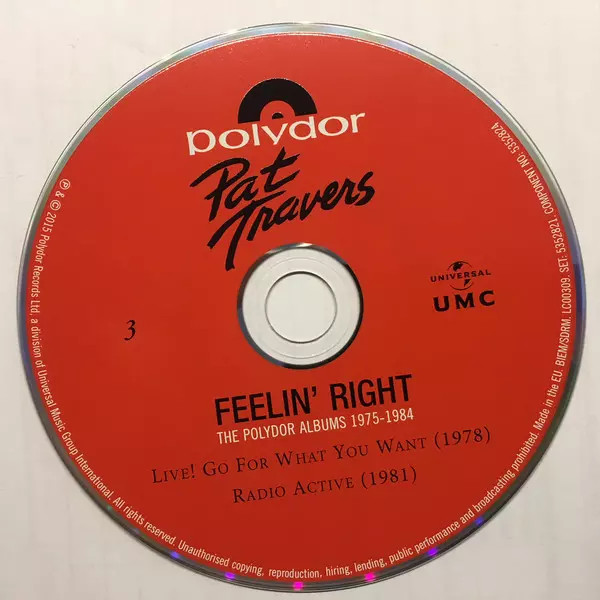 polydor
Pat
Travers
UNIVERSAL
UMC
3
FEELIN' RIGHT
THE POLYDOR ALBUMS 1975-1984
LIVE! GO FOR WHAT YOU WANT (1978)
RADIO ACTIVE (1981)
℗ & © 2015 Polydor Records Ltd, a division of Universal Music Group International. All rights reserved. Unauthorised copying, reproduction, hiring, lending, public performance and broadcasting prohibited. Made in the EU. BIEM/SDRM. LC00309. SET: 5352821. COMPONENT NO: 5352824